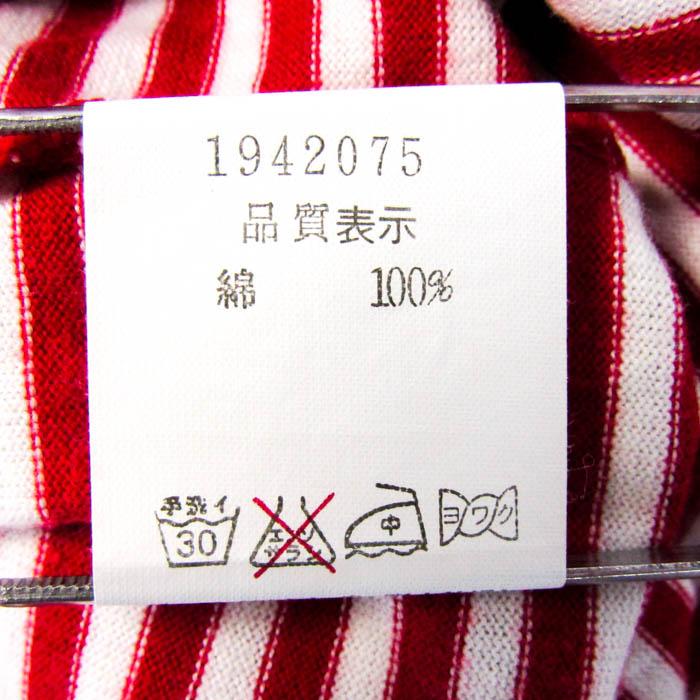 1942075
品質表示
綿 100%
手洗イ
30 エンソ
サラシ 中 ヨワク